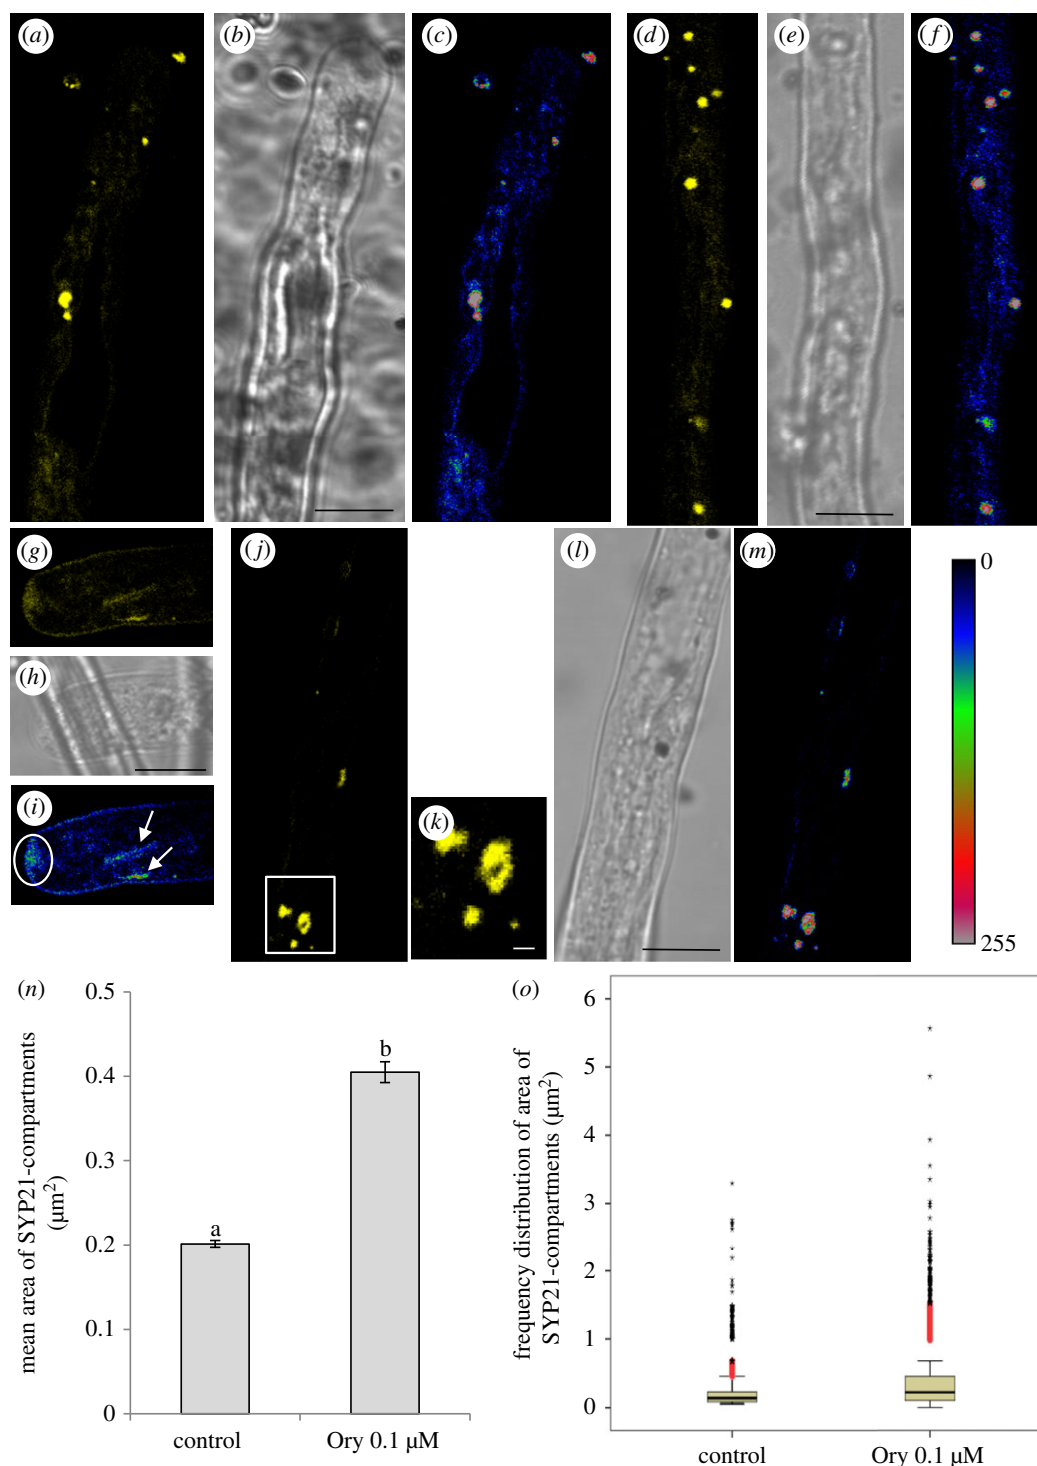 (a)
(b)
(c)
(d)
(e)
(f)
(g)
(h)
(i)
(j)
(k)
(l)
(m)
0
255
(n)
mean area of SYP21-compartments
(μm²)
0.5
0.4
0.3
0.2
0.1
0
a
b
control
Ory 0.1 μM
(o)
frequency distribution of area of
SYP21-compartments (μm²)
6
5
4
3
2
1
0
control
Ory 0.1 μM